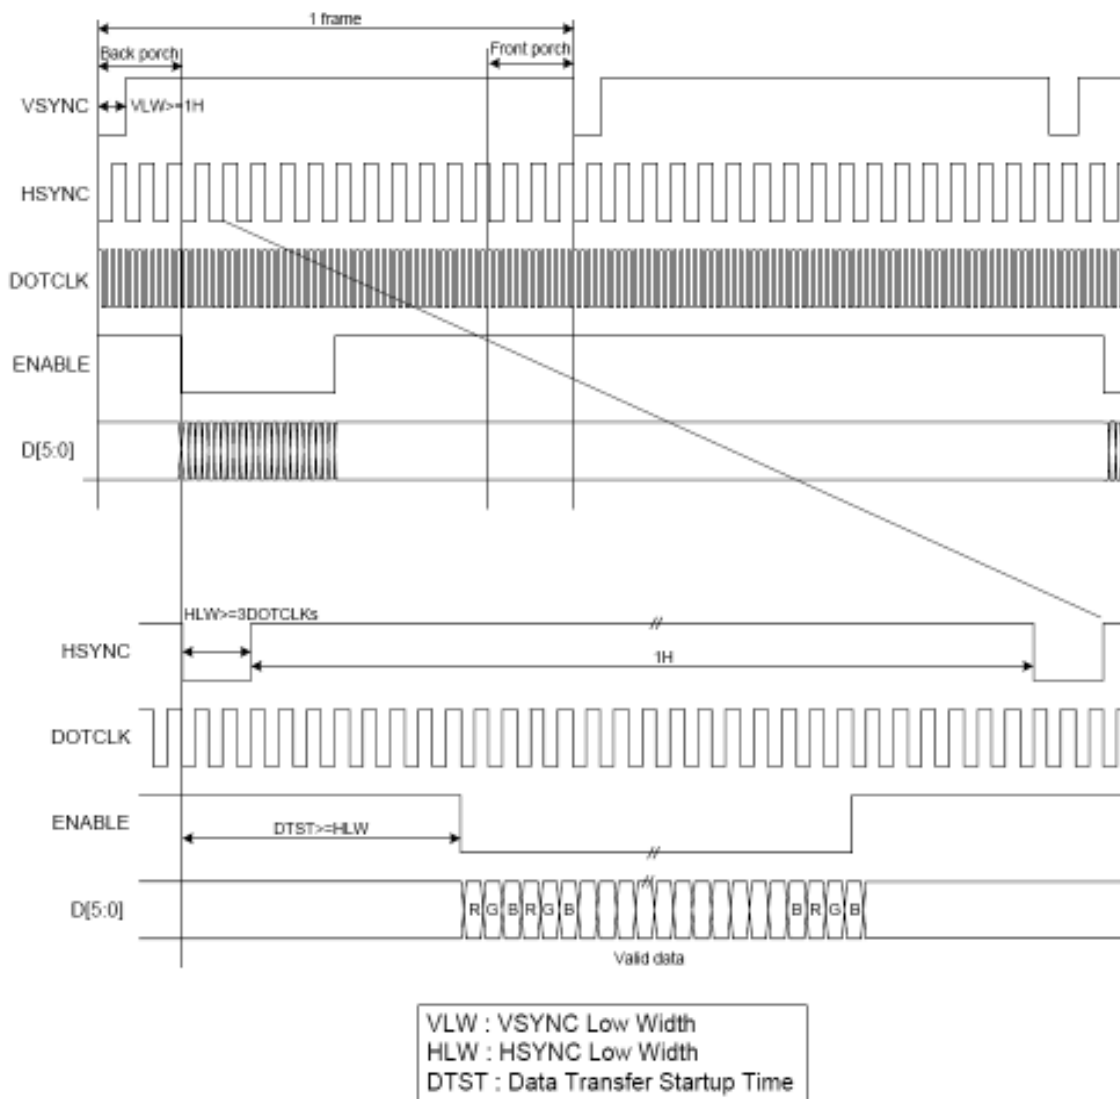 1 frame
Back porch
Front porch
VSYNC
VLW>=1H
HSYNC
DOTCLK
ENABLE
D[5:0]
HLW>=3DOTCLKs
HSYNC
//
1H
DOTCLK
ENABLE
DTST>=HLW
//
//
D[5:0]
R G B R G B B R G B
Valid data
VLW : VSYNC Low Width
HLW : HSYNC Low Width
DTST : Data Transfer Startup Time